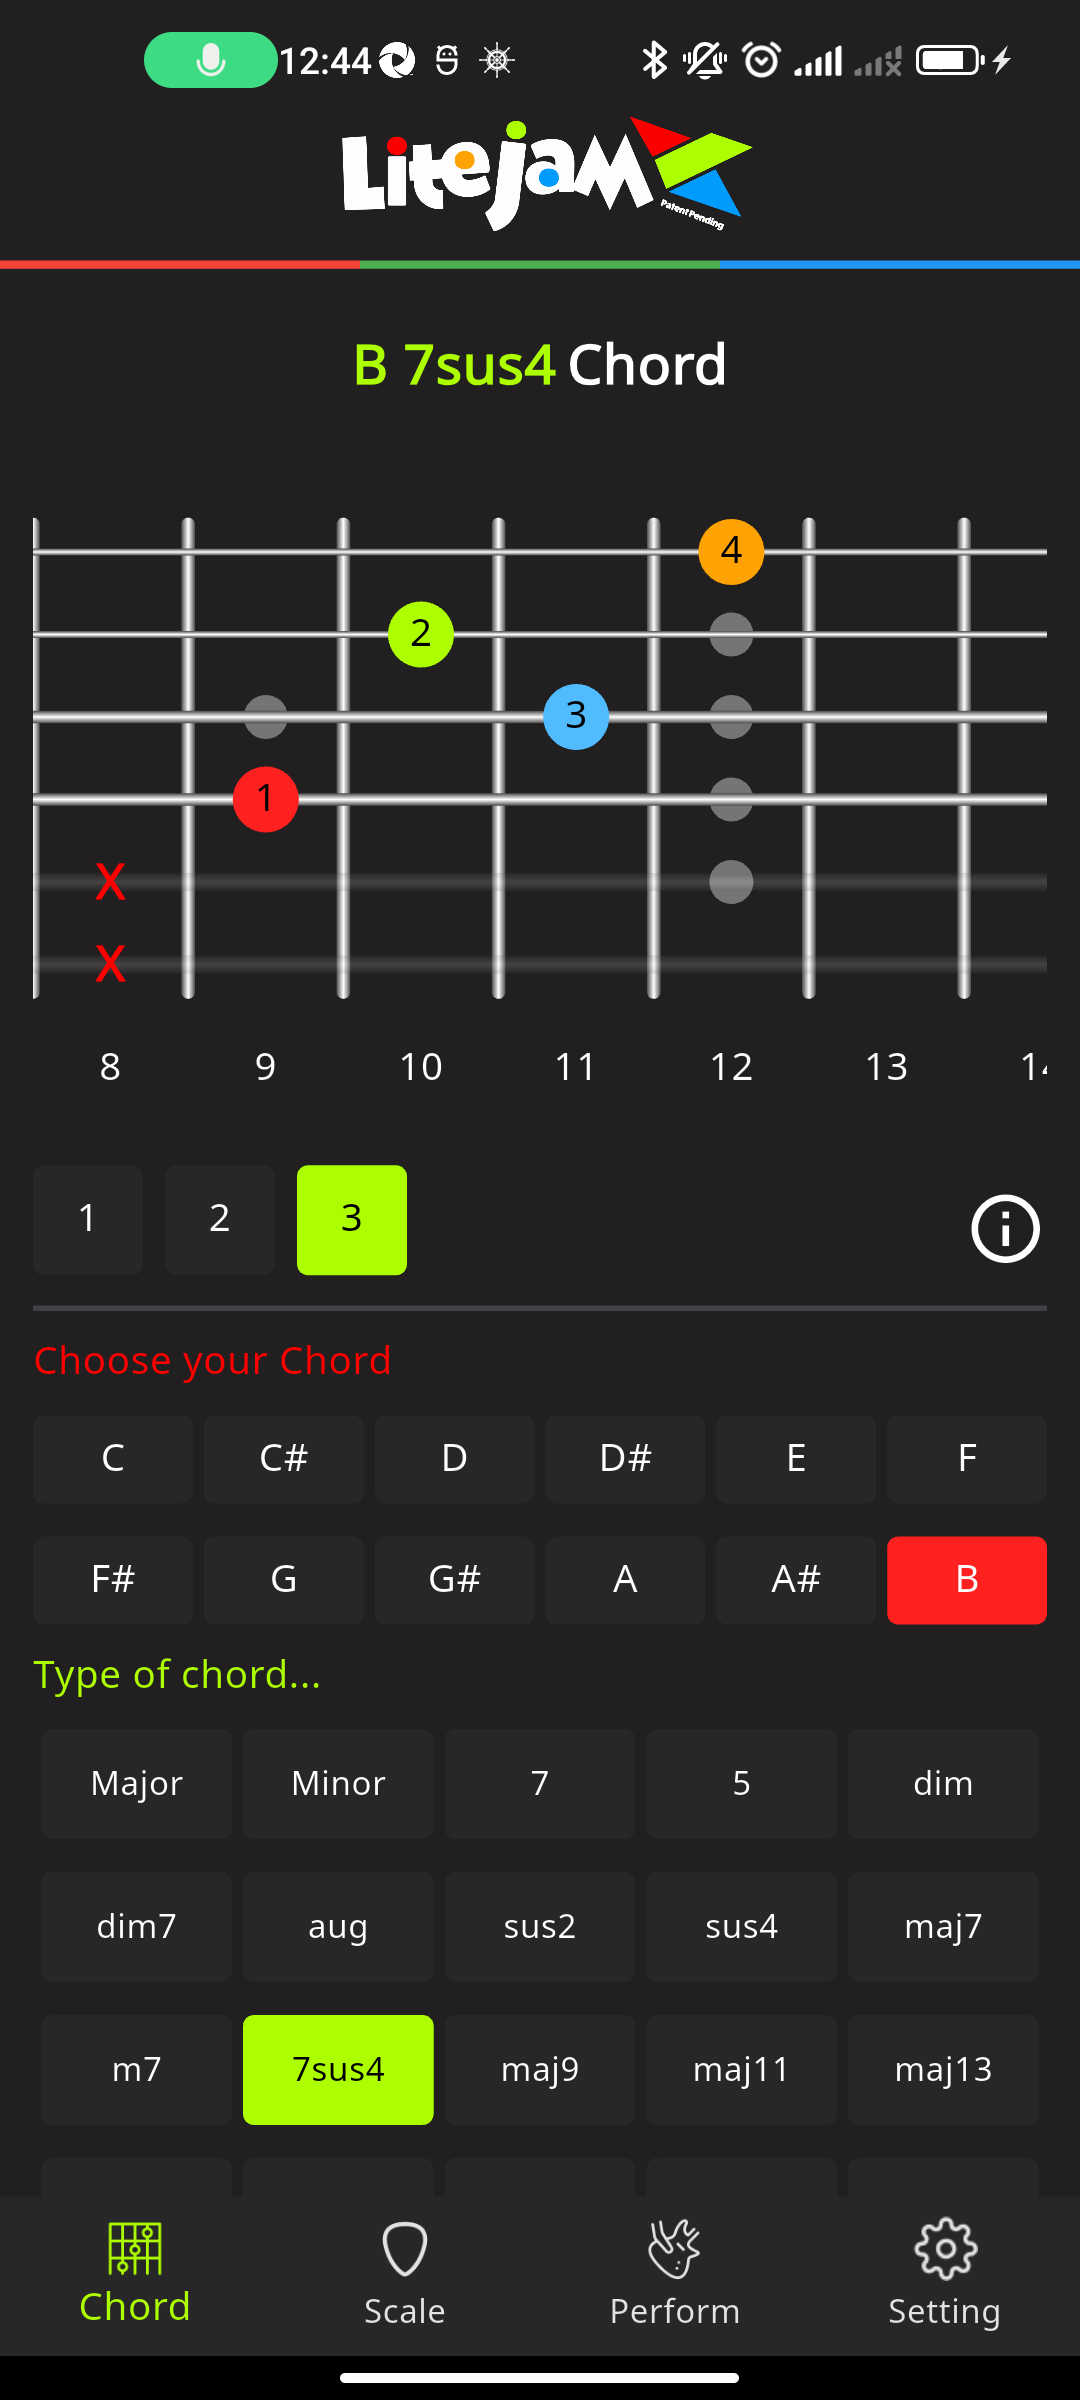 12:44
LiteJam
Patent Pending
B 7sus4 Chord
4
2
3
1
X
X
8 9 10 11 12 13
1 2 3
Choose your Chord
C C# D D# E F
F# G G# A A# B
Type of chord...
Major Minor 7 5 dim
dim7 aug sus2 sus4 maj7
m7 7sus4 maj9 maj11 maj13
Chord Scale Perform Setting